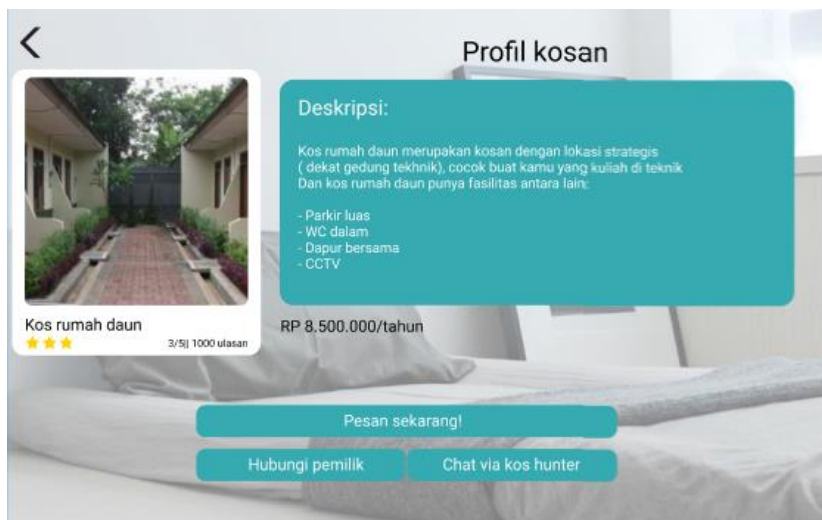 Profil kosan
Deskripsi:
Kos rumah daun merupakan kosan dengan lokasi strategis
( dekat gedung tekhnik), cocok buat kamu yang kuliah di teknik
Dan kos rumah daun punya fasilitas antara lain:
- Parkir luas
- WC dalam
- Dapur bersama
- CCTV
Kos rumah daun
3/5|| 1000 ulasan
RP 8.500.000/tahun
Pesan sekarang!
Hubungi pemilik
Chat via kos hunter